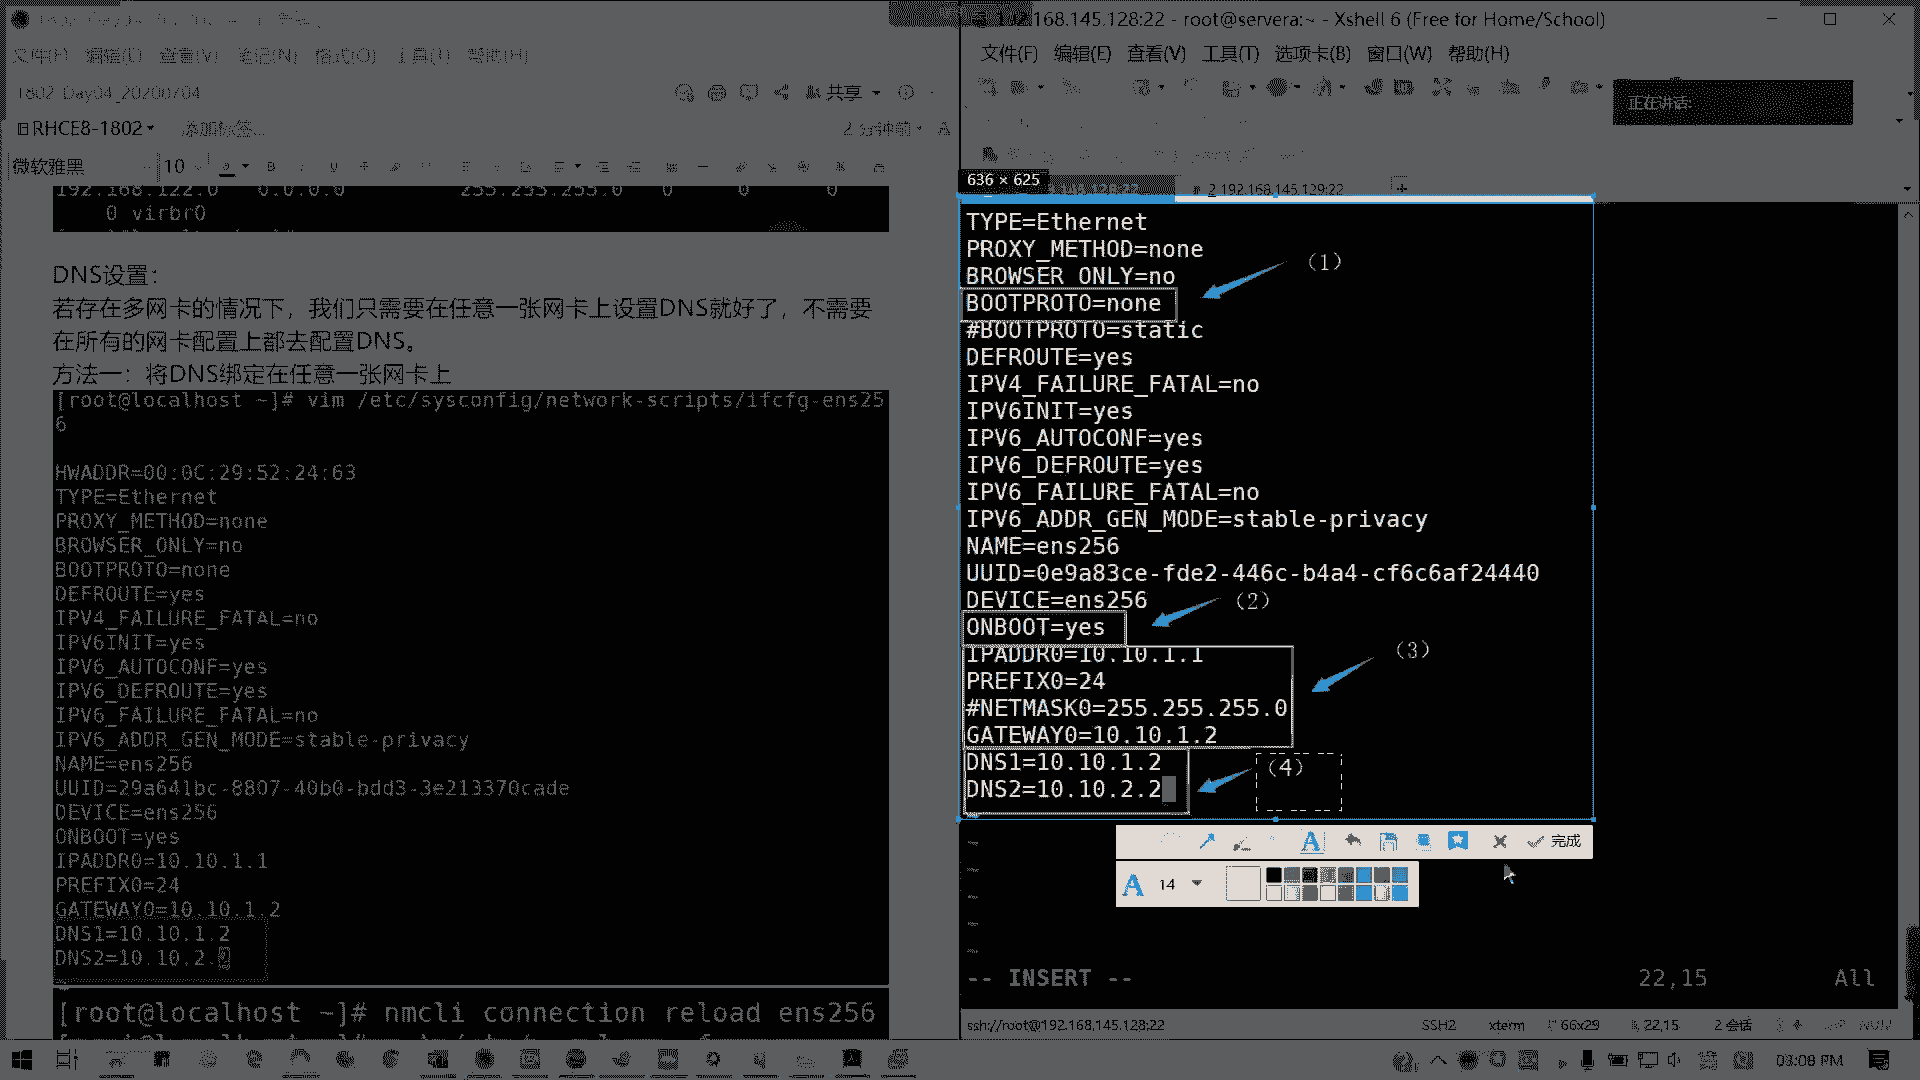 文件(F) 编辑(E) 查看(V) 笔记(N) 格式(O) 工具(T) 帮助(H)
1802_Day04_20200704
共享
RHCE8-1802
添加标签...
2 分钟前
微软雅黑
10
192.168.122.0 0.0.0.0 255.255.255.0 0 0 0
0 virbr0
DNS设置：
若存在多网卡的情况下，我们只需要在任意一张网卡上设置DNS就好了，不需要
在所有的网卡配置上都去配置DNS。
方法一：将DNS绑定在任意一张网卡上
[root@localhost ~]# vim /etc/sysconfig/network-scripts/ifcfg-ens25
6
HWADDR=00:0C:29:52:24:63
TYPE=Ethernet
PROXY_METHOD=none
BROWSER_ONLY=no
BOOTPROTO=none
DEFROUTE=yes
IPV4_FAILURE_FATAL=no
IPV6INIT=yes
IPV6_AUTOCONF=yes
IPV6_DEFROUTE=yes
IPV6_FAILURE_FATAL=no
IPV6_ADDR_GEN_MODE=stable-privacy
NAME=ens256
UUID=29a641bc-8807-40b0-bdd3-3e213370cade
DEVICE=ens256
ONBOOT=yes
IPADDR0=10.10.1.1
PREFIX0=24
GATEWAY0=10.10.1.2
DNS1=10.10.1.2
DNS2=10.10.2.
[root@localhost ~]# nmcli connection reload ens256
168.145.128:22 - root@servera:~ - Xshell 6 (Free for Home/School)
文件(F) 编辑(E) 查看(V) 工具(T) 选项卡(B) 窗口(W) 帮助(H)
正在讲话:
636 × 625
2 192.168.145.129:22
TYPE=Ethernet
PROXY_METHOD=none
BROWSER_ONLY=no
（1）
BOOTPROTO=none
#BOOTPROTO=static
DEFROUTE=yes
IPV4_FAILURE_FATAL=no
IPV6INIT=yes
IPV6_AUTOCONF=yes
IPV6_DEFROUTE=yes
IPV6_FAILURE_FATAL=no
IPV6_ADDR_GEN_MODE=stable-privacy
NAME=ens256
UUID=0e9a83ce-fde2-446c-b4a4-cf6c6af24440
DEVICE=ens256
（2）
ONBOOT=yes
IPADDR0=10.10.1.1
（3）
PREFIX0=24
#NETMASK0=255.255.255.0
GATEWAY0=10.10.1.2
DNS1=10.10.1.2
（4）
DNS2=10.10.2.2
完成
A 14
-- INSERT -- 22,15 All
ssh://root@192.168.145.128:22 SSH2 xterm 66x29 22,15 2 会话 NUM
03:08 PM